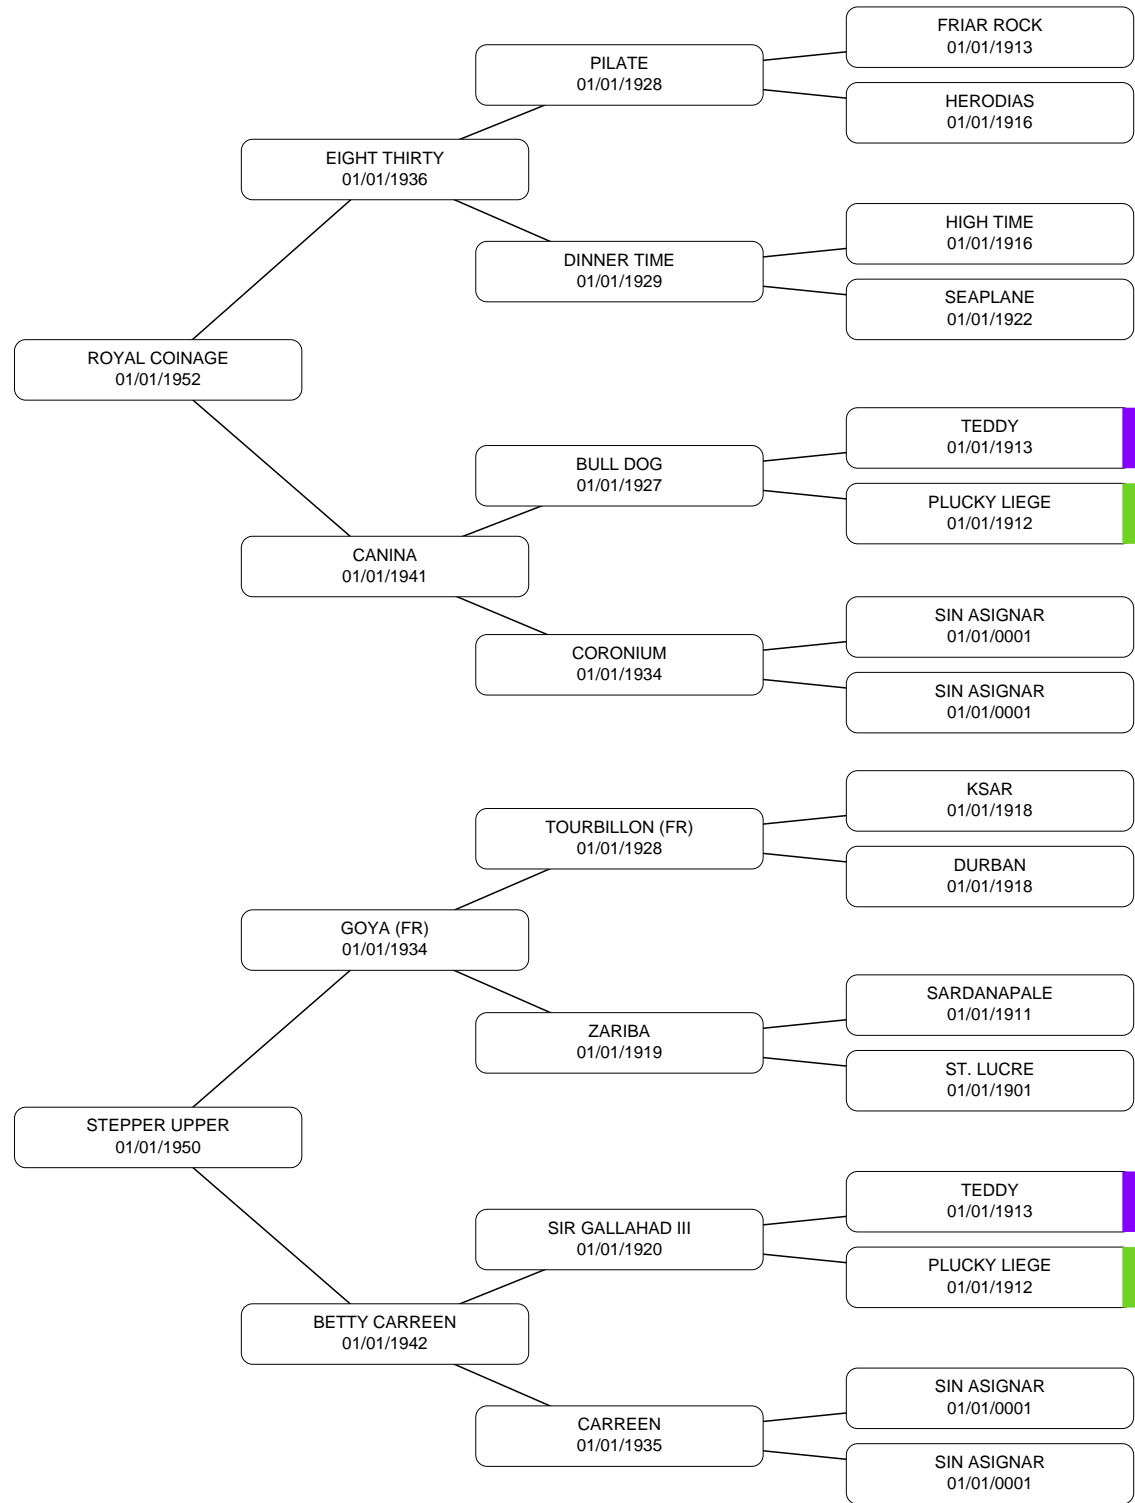 FRIAR ROCK
01/01/1913
PILATE
01/01/1928
HERODIAS
01/01/1916
EIGHT THIRTY
01/01/1936
HIGH TIME
01/01/1916
DINNER TIME
01/01/1929
SEAPLANE
01/01/1922
ROYAL COINAGE
01/01/1952
TEDDY
01/01/1913
BULL DOG
01/01/1927
PLUCKY LIEGE
01/01/1912
CANINA
01/01/1941
SIN ASIGNAR
01/01/0001
CORONIUM
01/01/1934
SIN ASIGNAR
01/01/0001
KSAR
01/01/1918
TOURBILLON (FR)
01/01/1928
DURBAN
01/01/1918
GOYA (FR)
01/01/1934
SARDANAPALE
01/01/1911
ZARIBA
01/01/1919
ST. LUCRE
01/01/1901
STEPPER UPPER
01/01/1950
TEDDY
01/01/1913
SIR GALLAHAD III
01/01/1920
PLUCKY LIEGE
01/01/1912
BETTY CARREEN
01/01/1942
SIN ASIGNAR
01/01/0001
CARREEN
01/01/1935
SIN ASIGNAR
01/01/0001